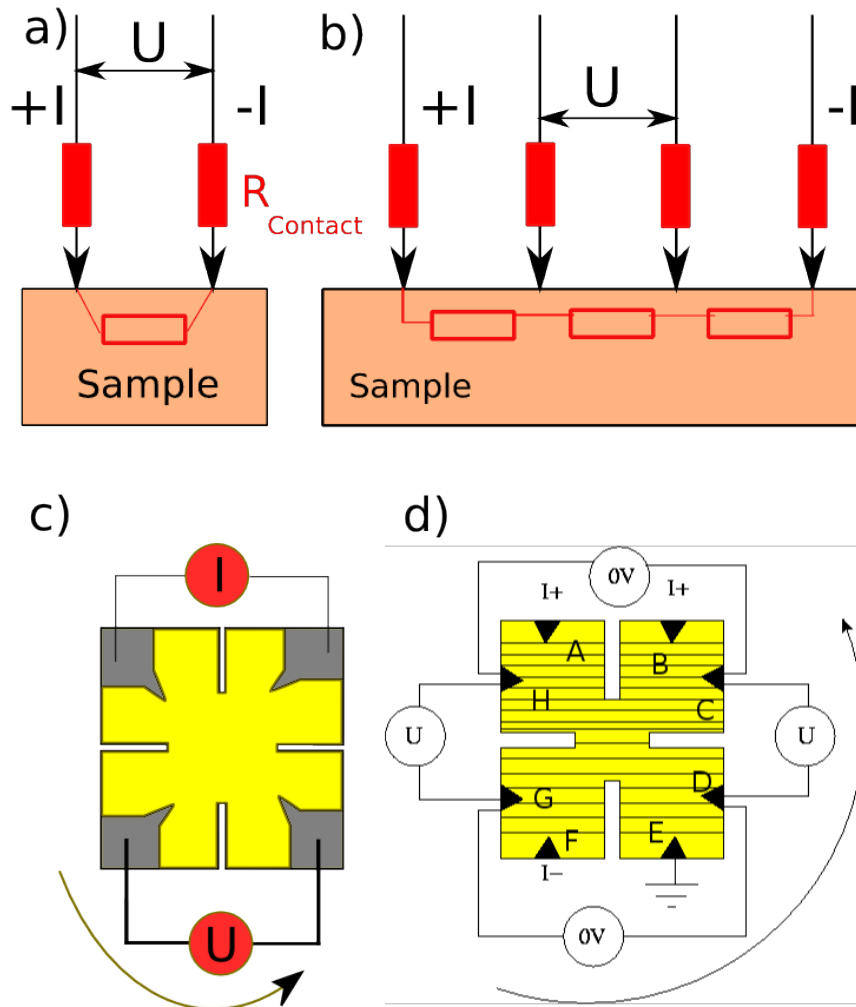 a)
U
+I
-I
R
Contact
Sample
b)
+I
U
-I
Sample
c)
I
U
d)
0V
I+
I+
A
B
H
C
U
U
G
D
F
E
I−
0V